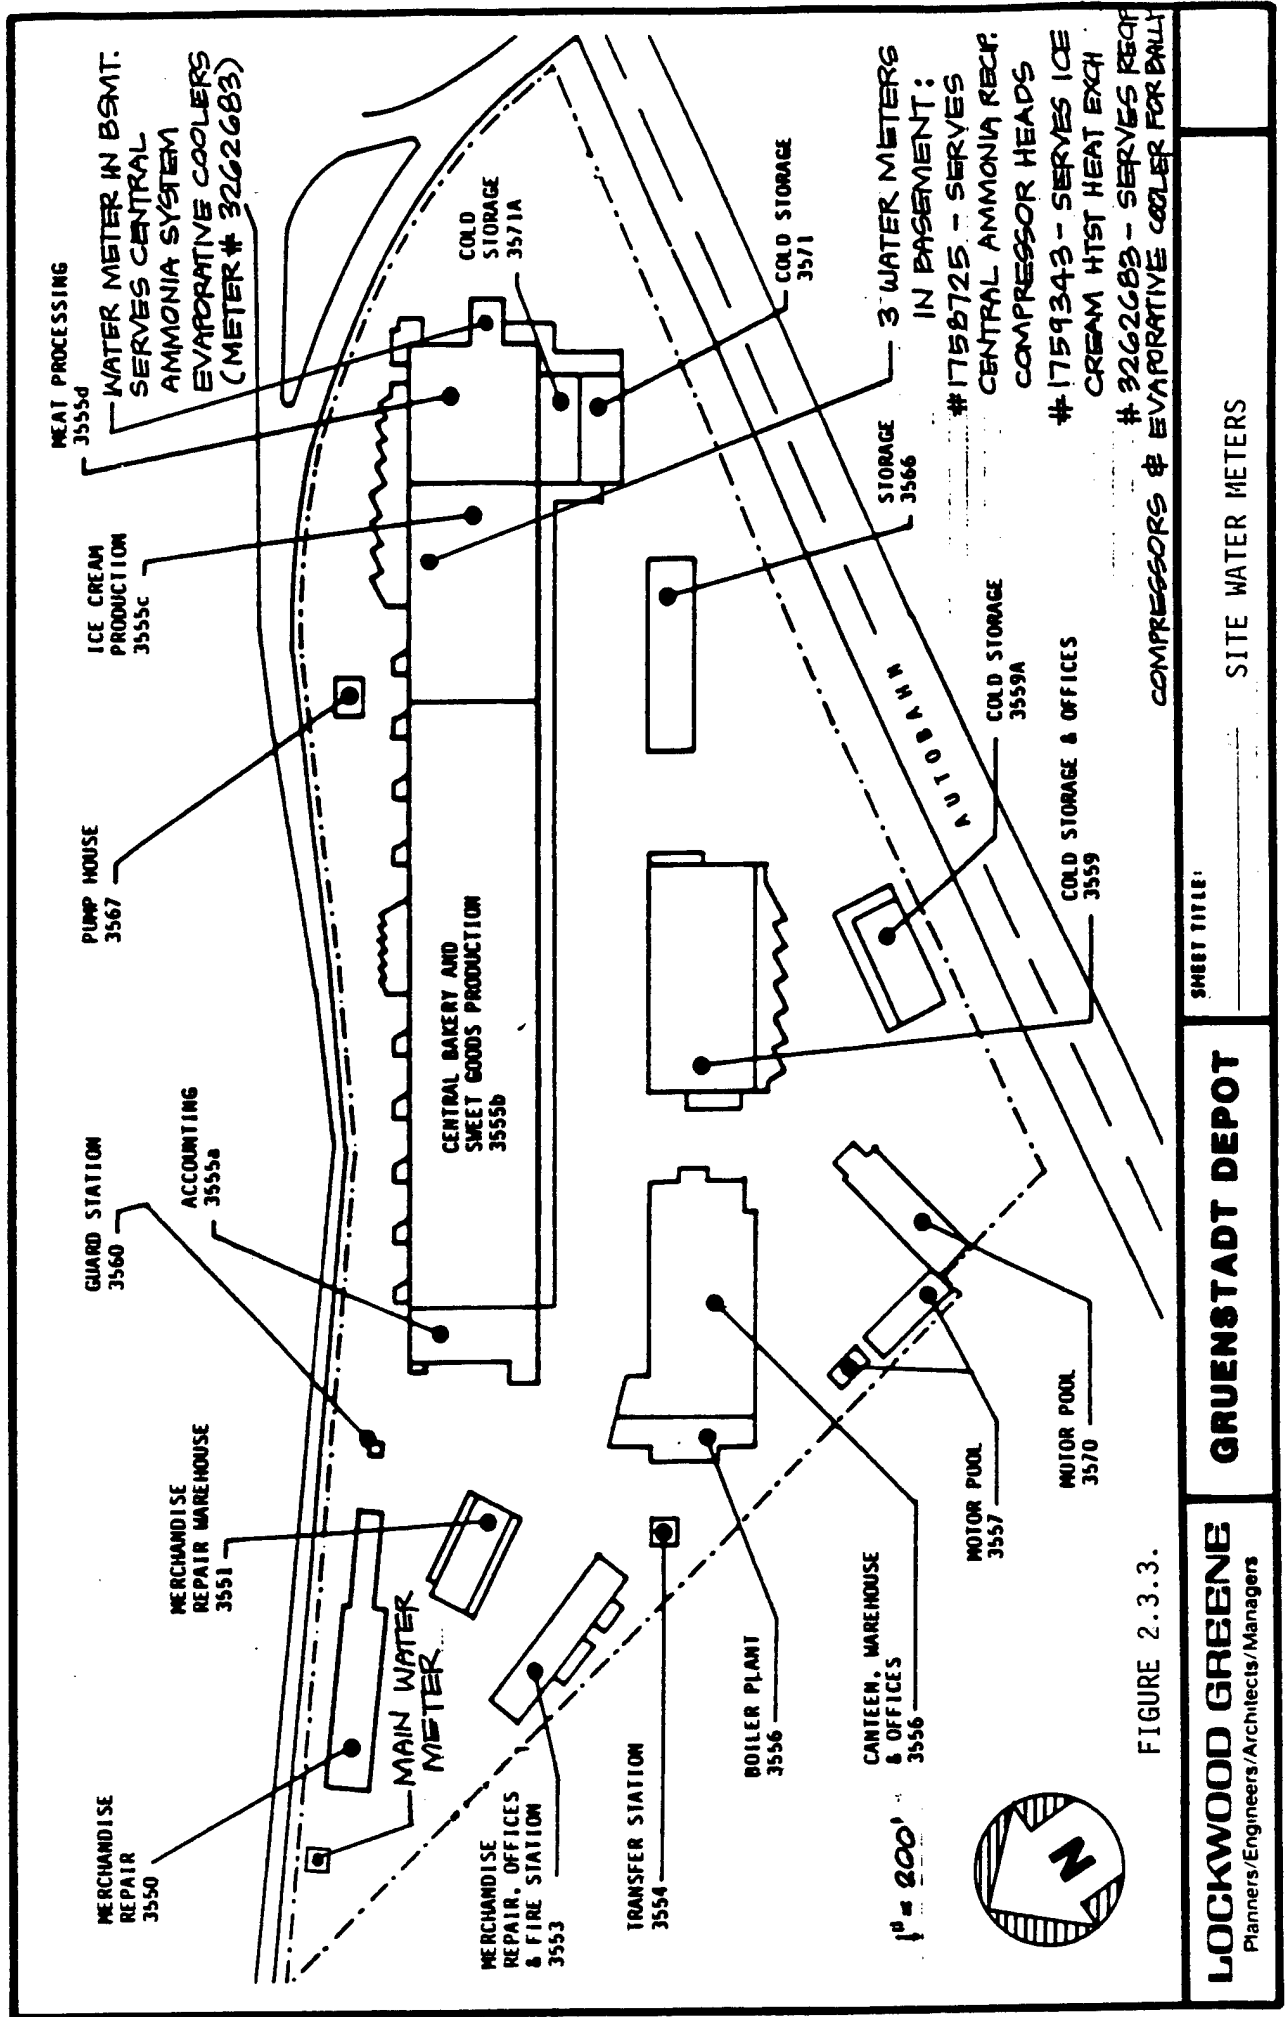 MERCHANDISE
REPAIR
3550
MERCHANDISE
REPAIR WAREHOUSE
3551
GUARD STATION
3560
ACCOUNTING
3555a
PUMP HOUSE
3567
ICE CREAM
PRODUCTION
3555c
MEAT PROCESSING
3555d
WATER METER IN BSMT.
SERVES CENTRAL
AMMONIA SYSTEM
EVAPORATIVE COOLERS
(METER # 3262683)
MAIN WATER
METER
CENTRAL BAKERY AND
SWEET GOODS PRODUCTION
3555b
COLD
STORAGE
3571A
COLD STORAGE
3571
MERCHANDISE
REPAIR, OFFICES
& FIRE STATION
3553
TRANSFER STATION
3554
BOILER PLANT
3556
CANTEEN, WAREHOUSE
& OFFICES
3556
MOTOR POOL
3557
MOTOR POOL
3570
COLD STORAGE & OFFICES
3559
COLD STORAGE
3559A
STORAGE
3566
AUTOBAHN
3 WATER METERS
IN BASEMENT:
#1758725 - SERVES
CENTRAL AMMONIA RECIP.
COMPRESSOR HEADS
#1759343 - SERVES ICE
CREAM HTST HEAT EXCH
# 3262683 - SERVES RECIP
COMPRESSORS & EVAPORATIVE COOLER FOR BALLY
1" = 200'
N
FIGURE 2.3.3.
LOCKWOOD GREENE
Planners/Engineers/Architects/Managers
GRUENSTADT DEPOT
SHEET TITLE:
SITE WATER METERS